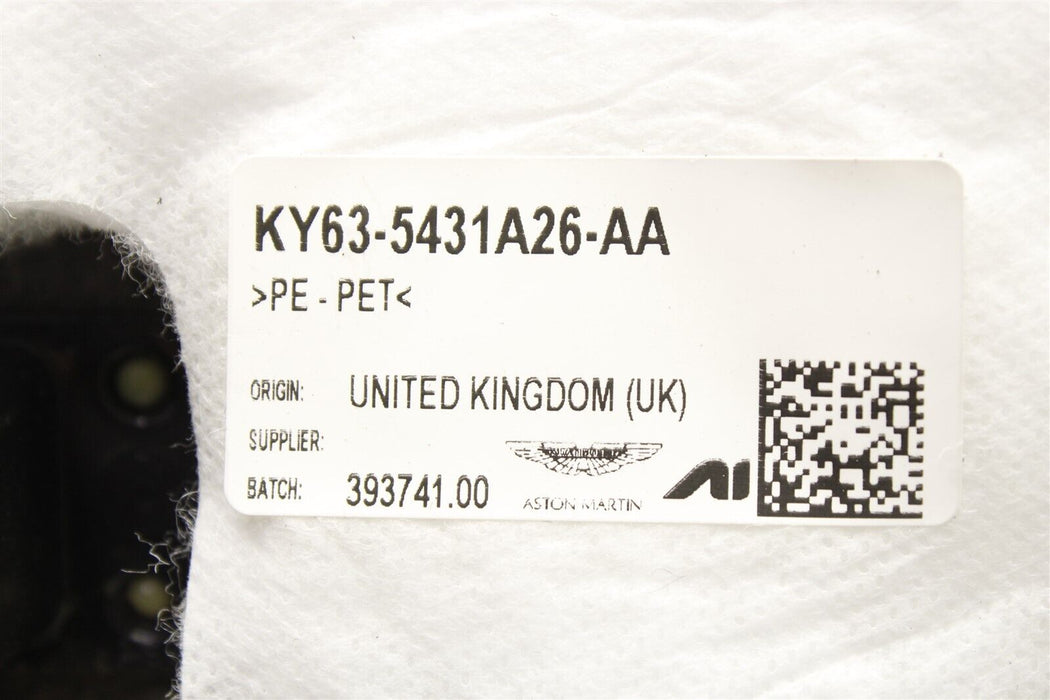 KY63-5431A26-AA
>PE - PET<
ORIGIN: UNITED KINGDOM (UK)
SUPPLIER:
ASTON MARTIN
BATCH: 393741.00